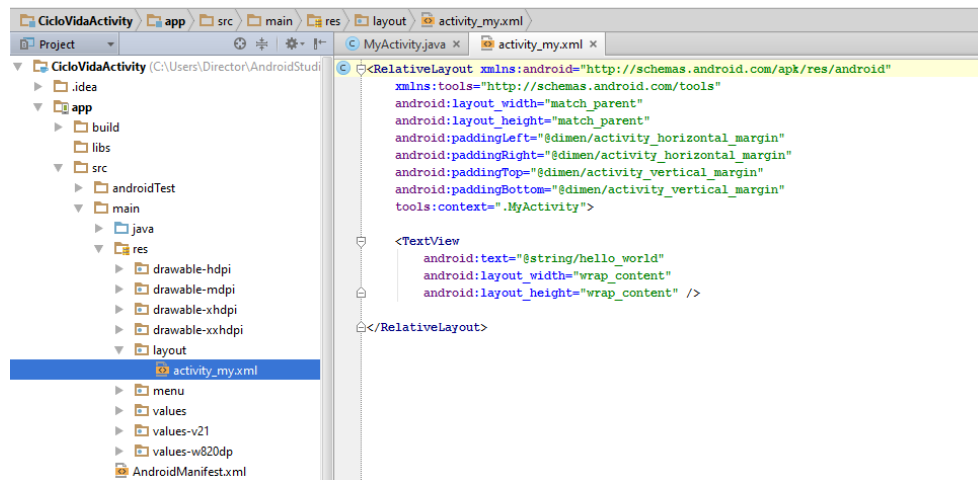 CicloVidaActivity app src main res layout activity_my.xml
Project
MyActivity.java activity_my.xml
CicloVidaActivity (C:\Users\Director\AndroidStudi
.idea
app
build
libs
src
androidTest
main
java
res
drawable-hdpi
drawable-mdpi
drawable-xhdpi
drawable-xxhdpi
layout
activity_my.xml
menu
values
values-v21
values-w820dp
AndroidManifest.xml
C <RelativeLayout xmlns:android="http://schemas.android.com/apk/res/android"
xmlns:tools="http://schemas.android.com/tools"
android:layout_width="match_parent"
android:layout_height="match_parent"
android:paddingLeft="@dimen/activity_horizontal_margin"
android:paddingRight="@dimen/activity_horizontal_margin"
android:paddingTop="@dimen/activity_vertical_margin"
android:paddingBottom="@dimen/activity_vertical_margin"
tools:context=".MyActivity">
<TextView
android:text="@string/hello_world"
android:layout_width="wrap_content"
android:layout_height="wrap_content" />
</RelativeLayout>